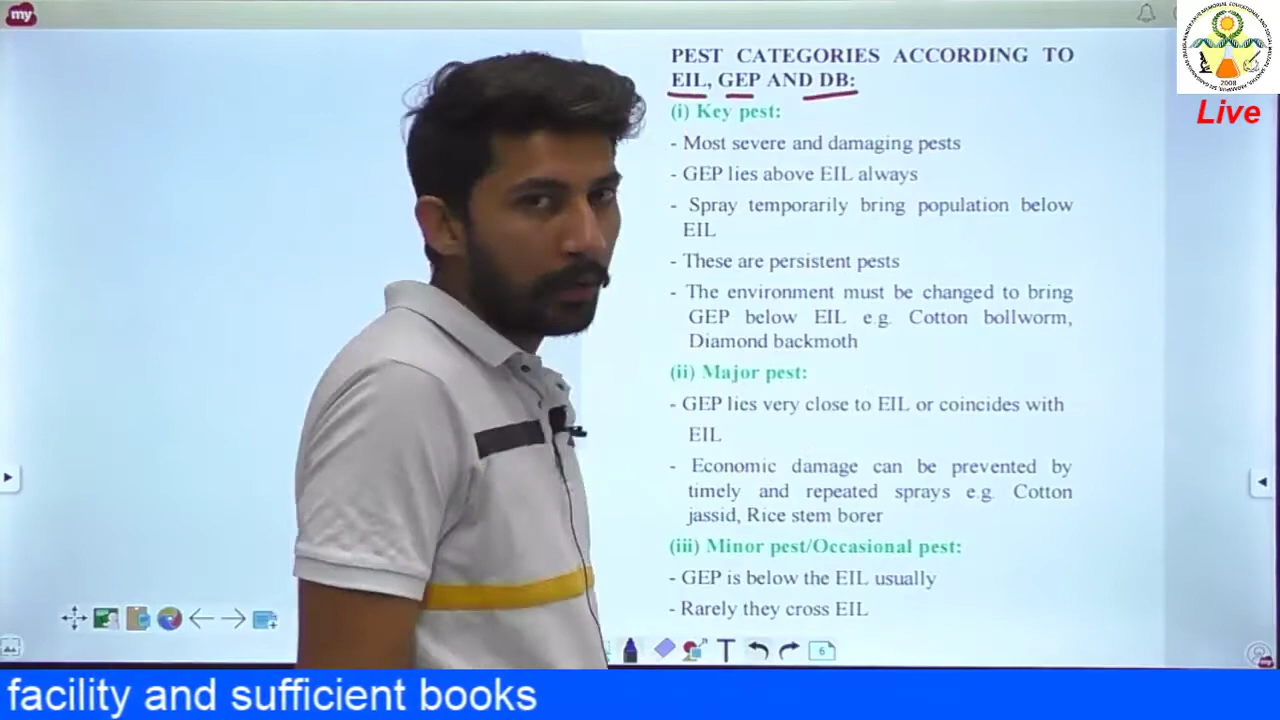 my
PEST CATEGORIES ACCORDING TO
EIL, GEP AND DB:
(i) Key pest:
- Most severe and damaging pests
- GEP lies above EIL always
- Spray temporarily bring population below
EIL
- These are persistent pests
- The environment must be changed to bring
GEP below EIL e.g. Cotton bollworm,
Diamond backmoth
(ii) Major pest:
- GEP lies very close to EIL or coincides with
EIL
- Economic damage can be prevented by
timely and repeated sprays e.g. Cotton
jassid, Rice stem borer
(iii) Minor pest/Occasional pest:
- GEP is below the EIL usually
- Rarely they cross EIL
T
6
2008
Live
facility and sufficient books